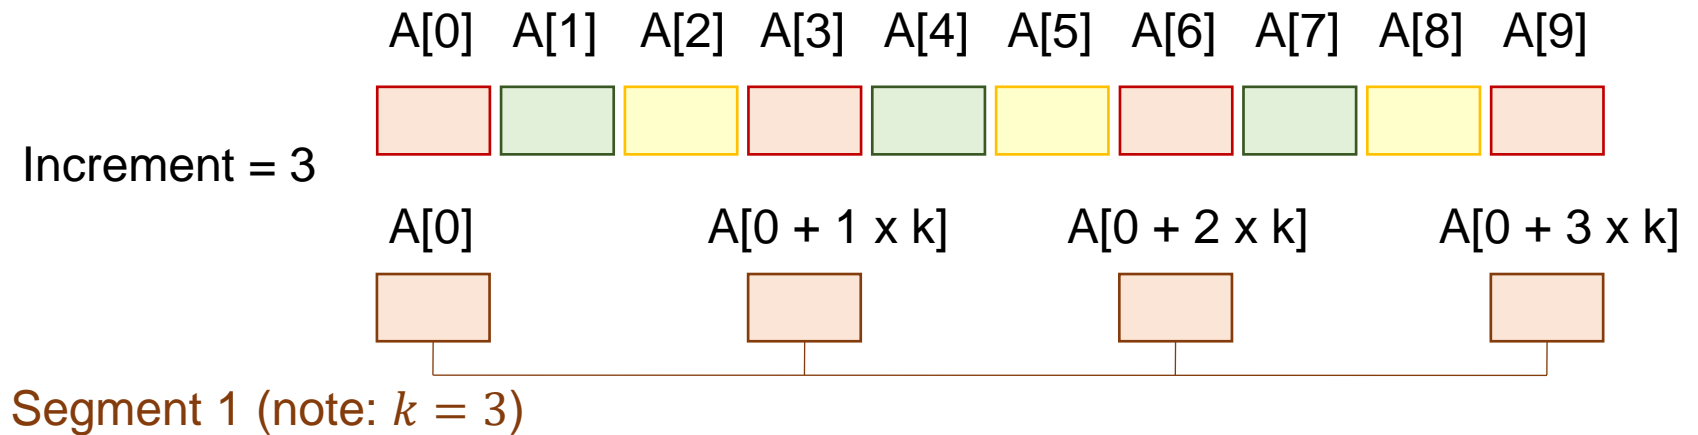 A[0] A[1] A[2] A[3] A[4] A[5] A[6] A[7] A[8] A[9]
Increment = 3
A[0] A[0 + 1 x k] A[0 + 2 x k] A[0 + 3 x k]
Segment 1 (note: k = 3)